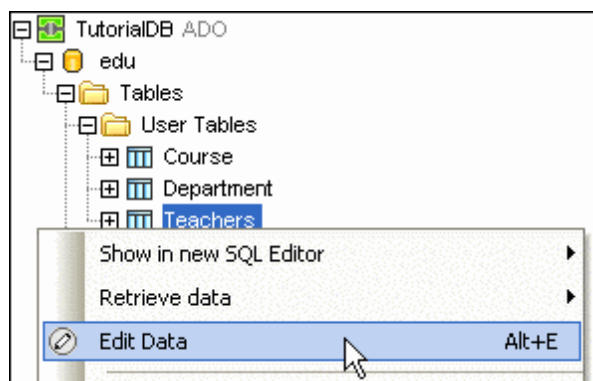 TutorialDB ADO
edu
Tables
User Tables
Course
Department
Teachers
Show in new SQL Editor
Retrieve data
Edit Data Alt+E